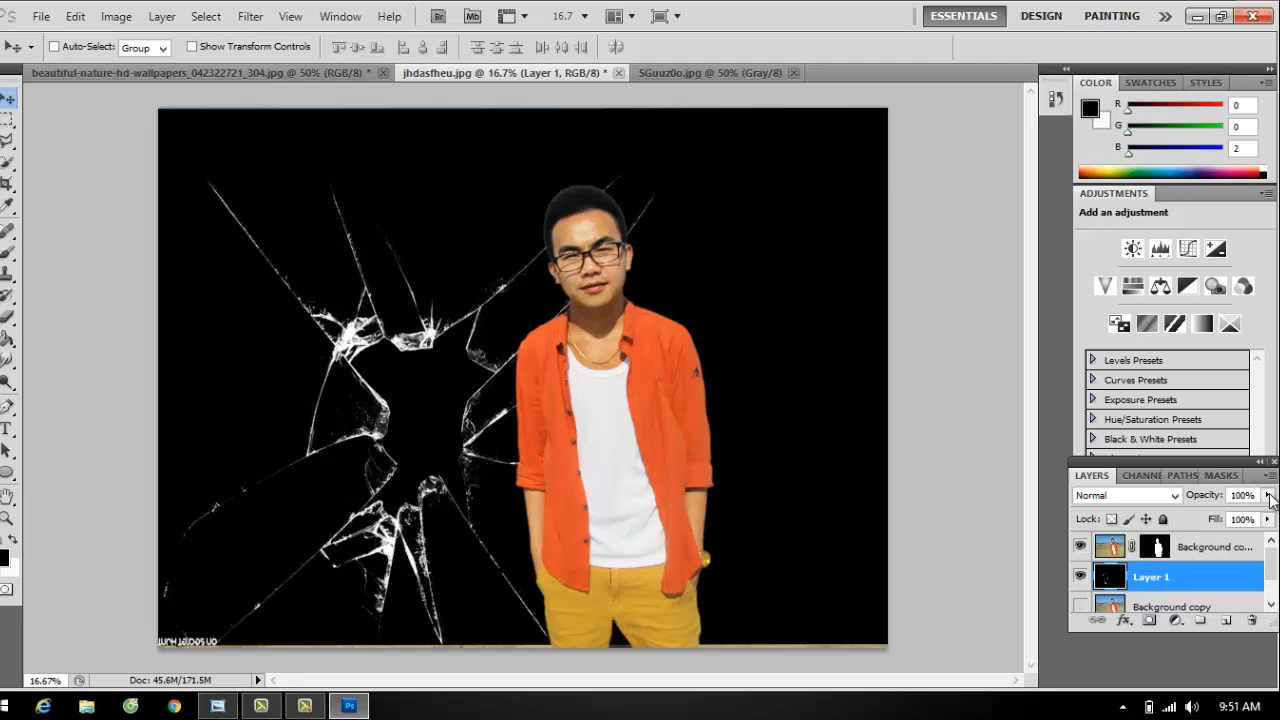 File Edit Image Layer Select Filter View Window Help Br Mb 16.7 ESSENTIALS DESIGN PAINTING
Auto-Select: Group Show Transform Controls
beautiful-nature-hd-wallpapers_042322721_304.jpg @ 50% (RGB/8) * jhdasfheu.jpg @ 16.7% (Layer 1, RGB/8) * SGuuz0o.jpg @ 50% (Gray/8)
COLOR SWATCHES STYLES
R 0
G 0
B 2
ADJUSTMENTS
Add an adjustment
Levels Presets
Curves Presets
Exposure Presets
Hue/Saturation Presets
Black & White Presets
LAYERS CHANNE PATHS MASKS
Normal Opacity: 100%
Lock: Fill: 100%
Background co...
Layer 1
Background copy
16.67% Doc: 45.6M/171.5M
9:51 AM